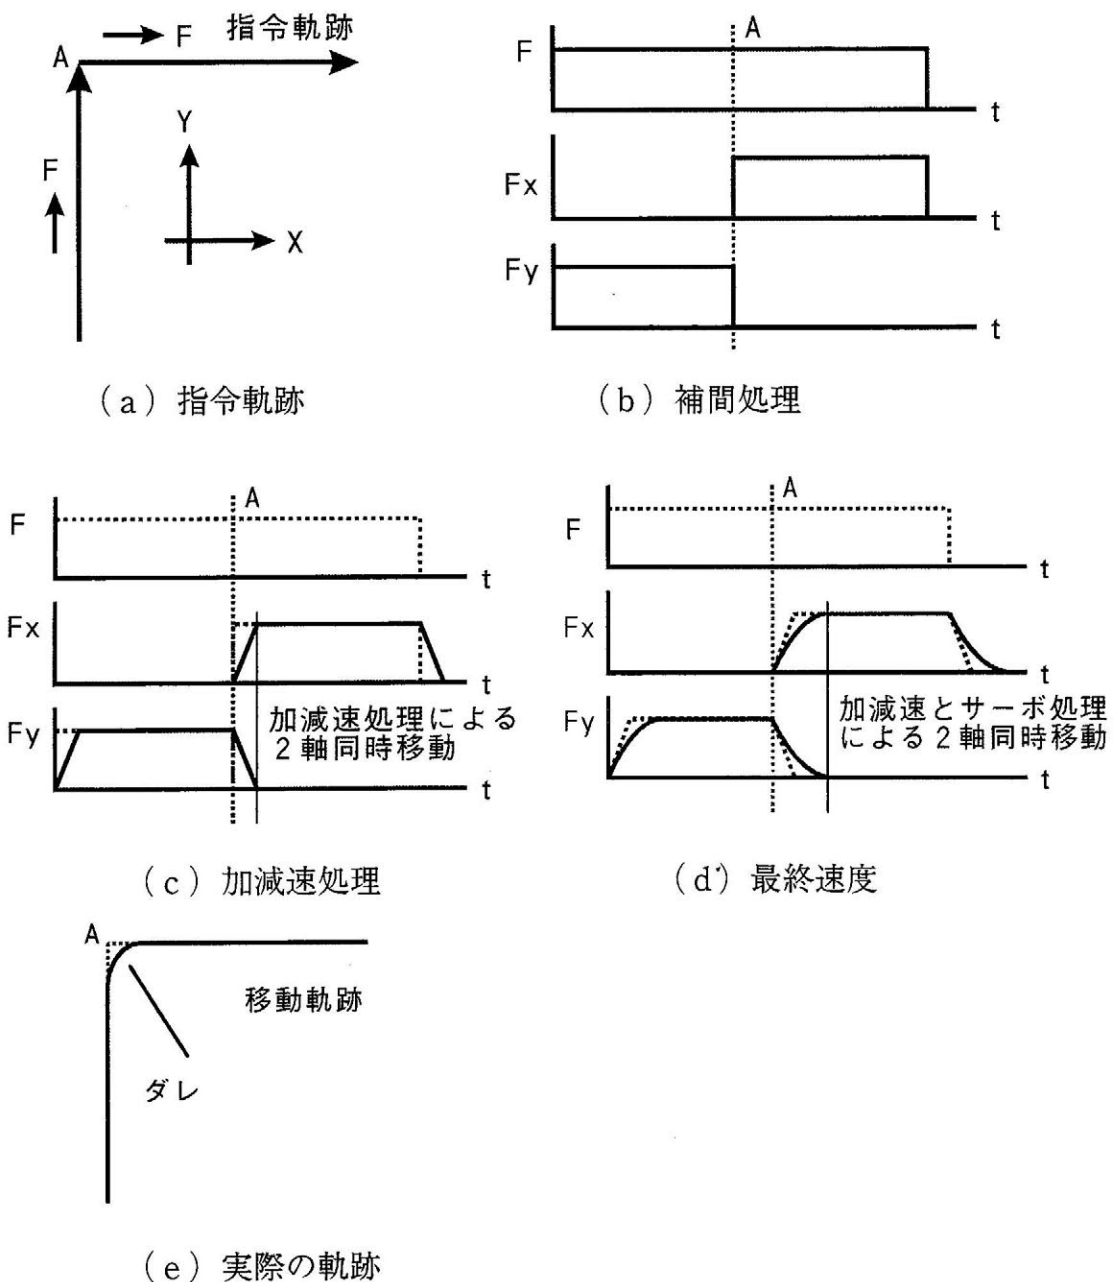 F
指令軌跡
A
Y
F
X
(a) 指令軌跡
A
F
t
Fx
t
Fy
t
(b) 補間処理
A
F
t
Fx
t
加減速処理による
2軸同時移動
Fy
t
(c) 加減速処理
A
F
t
Fx
t
加減速とサーボ処理
による2軸同時移動
Fy
t
(d) 最終速度
A
移動軌跡
ダレ
(e) 実際の軌跡